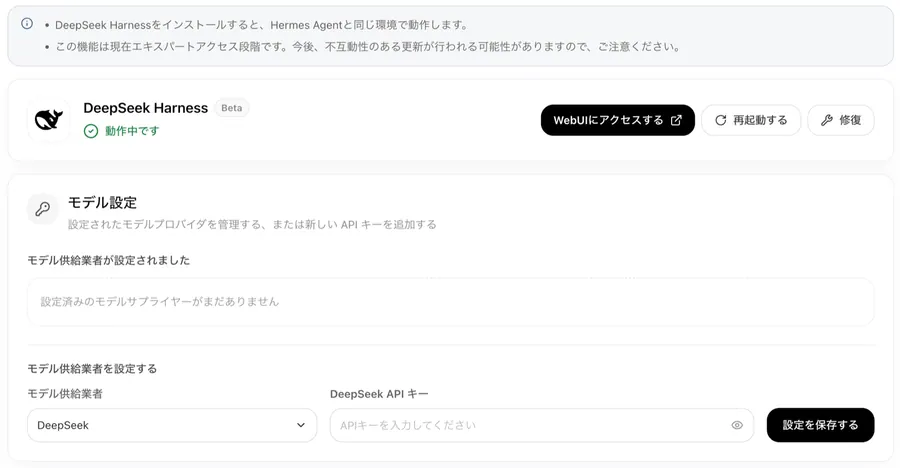 • DeepSeek Harnessをインストールすると、Hermes Agentと同じ環境で動作します。
• この機能は現在エキスパートアクセス段階です。今後、不互動性のある更新が行われる可能性がありますので、ご注意ください。
DeepSeek Harness Beta
動作中です
WebUIにアクセスする
再起動する
修復
モデル設定
設定されたモデルプロバイダを管理する、または新しい API キーを追加する
モデル供給業者が設定されました
設定済みのモデルサプライヤーがまだありません
モデル供給業者を設定する
モデル供給業者
DeepSeek API キー
DeepSeek
APIキーを入力してください
設定を保存する